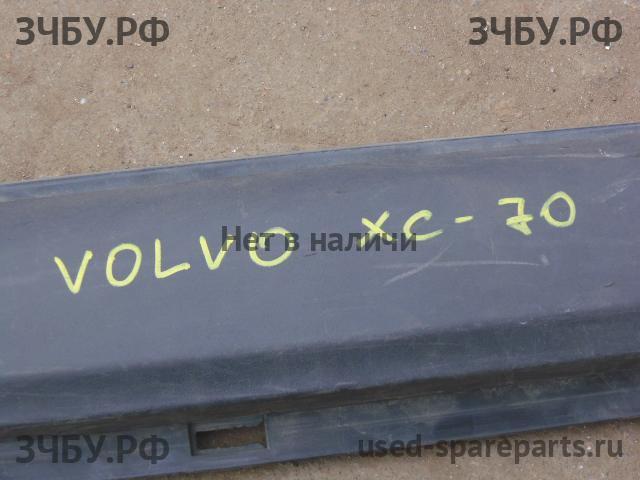 ЗЧБУ.РФ ЗЧБУ.РФ
VOLVO XC-70
Нет в наличи
ЗЧБУ.РФ used-spareparts.ru